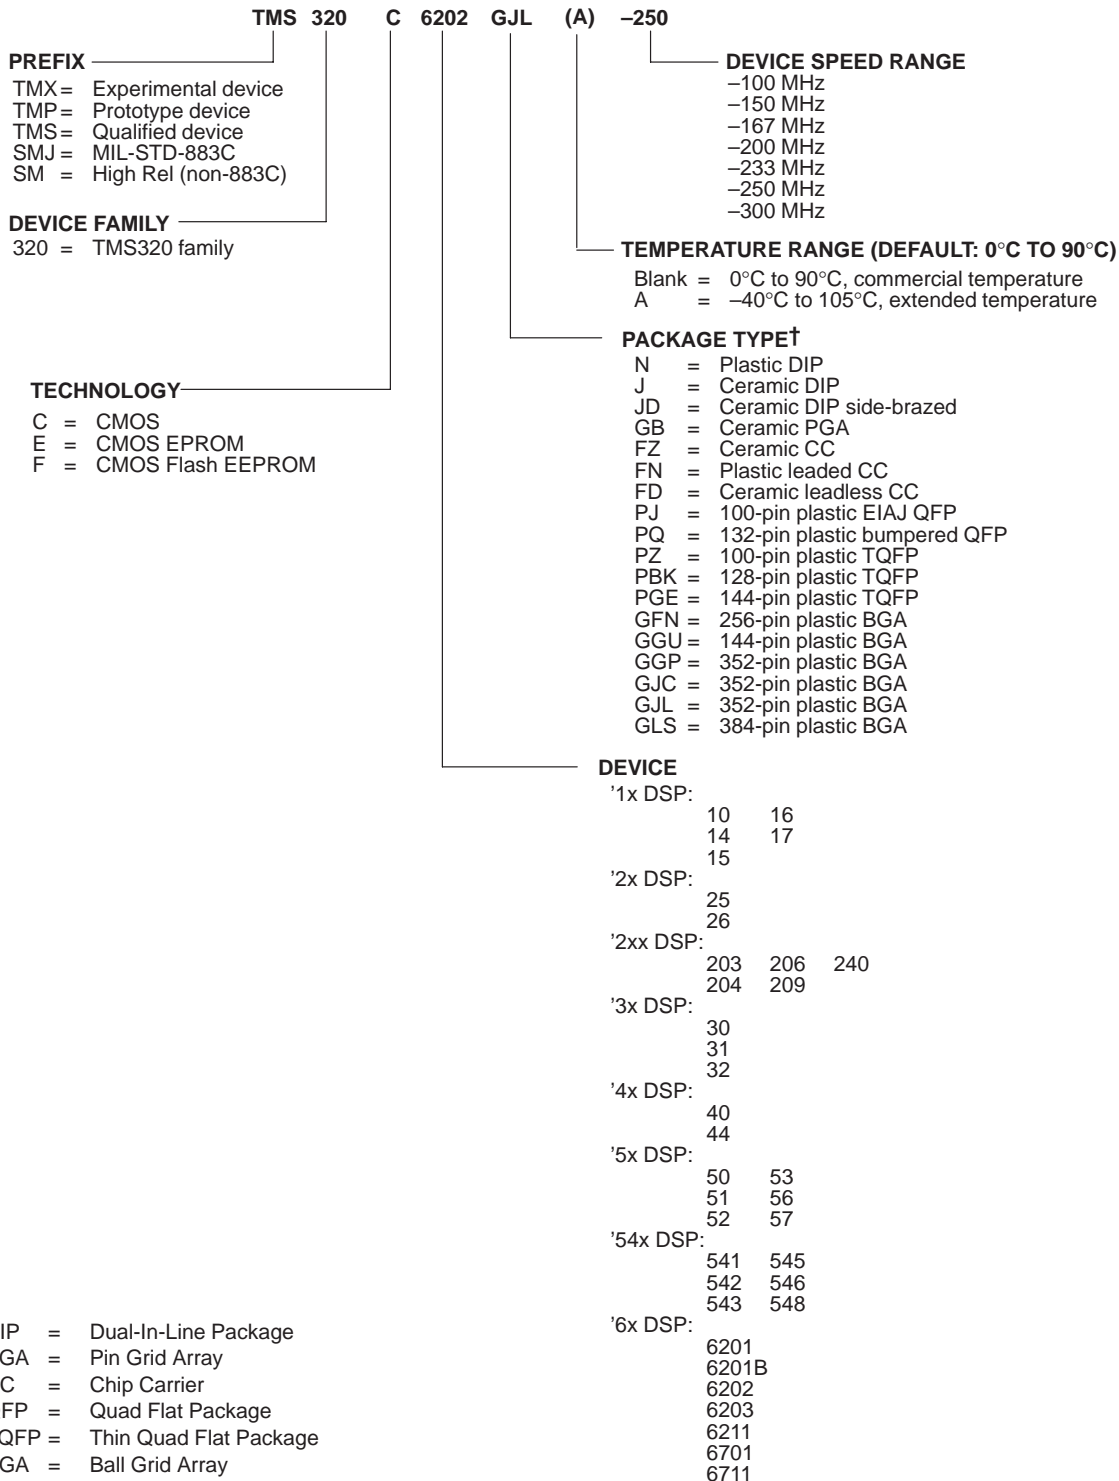 TMS 320 C 6202 GJL (A) –250
PREFIX
TMX = Experimental device
TMP = Prototype device
TMS = Qualified device
SMJ = MIL-STD-883C
SM = High Rel (non-883C)
DEVICE FAMILY
320 = TMS320 family
TECHNOLOGY
C = CMOS
E = CMOS EPROM
F = CMOS Flash EEPROM
DEVICE SPEED RANGE
–100 MHz
–150 MHz
–167 MHz
–200 MHz
–233 MHz
–250 MHz
–300 MHz
TEMPERATURE RANGE (DEFAULT: 0°C TO 90°C)
Blank = 0°C to 90°C, commercial temperature
A = –40°C to 105°C, extended temperature
PACKAGE TYPE†
N = Plastic DIP
J = Ceramic DIP
JD = Ceramic DIP side-brazed
GB = Ceramic PGA
FZ = Ceramic CC
FN = Plastic leaded CC
FD = Ceramic leadless CC
PJ = 100-pin plastic EIAJ QFP
PQ = 132-pin plastic bumpered QFP
PZ = 100-pin plastic TQFP
PBK = 128-pin plastic TQFP
PGE = 144-pin plastic TQFP
GFN = 256-pin plastic BGA
GGU = 144-pin plastic BGA
GGP = 352-pin plastic BGA
GJC = 352-pin plastic BGA
GJL = 352-pin plastic BGA
GLS = 384-pin plastic BGA
DEVICE
’1x DSP:
10 16
14 17
15
’2x DSP:
25
26
’2xx DSP:
203 206 240
204 209
’3x DSP:
30
31
32
’4x DSP:
40
44
’5x DSP:
50 53
51 56
52 57
’54x DSP:
541 545
542 546
543 548
’6x DSP:
6201
6201B
6202
6203
6211
6701
6711
IP = Dual-In-Line Package
GA = Pin Grid Array
C = Chip Carrier
FP = Quad Flat Package
QFP = Thin Quad Flat Package
GA = Ball Grid Array